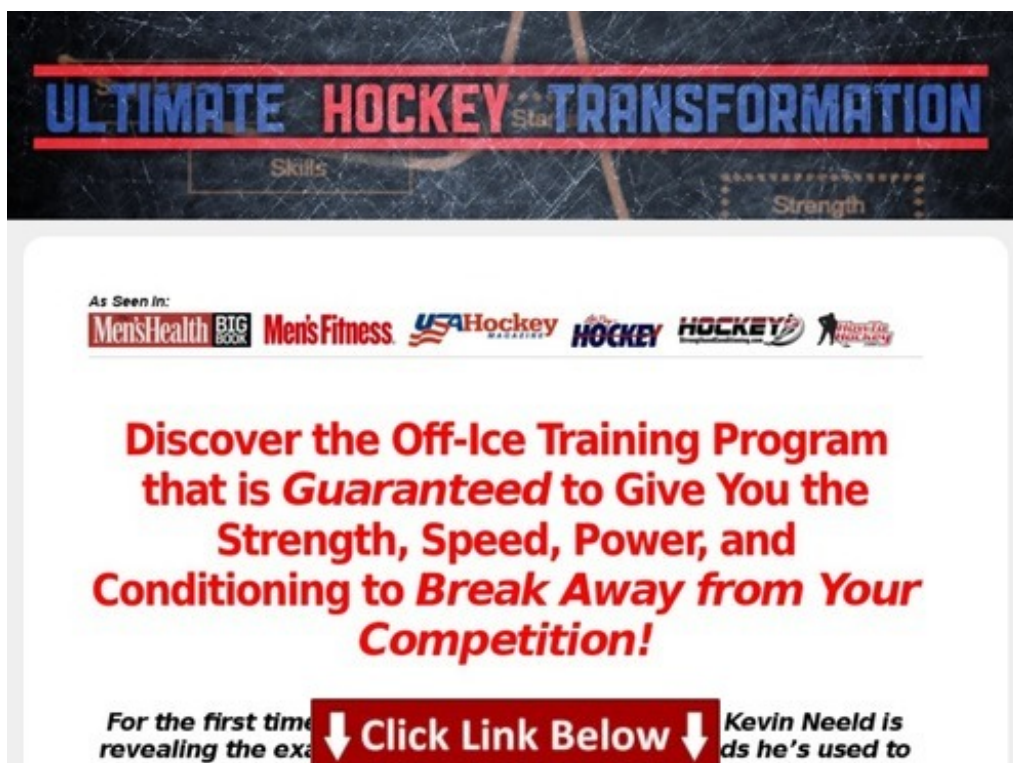 ULTIMATE HOCKEY TRANSFORMATION
Skills
Strength
As Seen In:
Men'sHealth BIG BOOK Men'sFitness. USAHockey MAGAZINE HOCKEY HOCKEY Hockey
Discover the Off-Ice Training Program
that is Guaranteed to Give You the
Strength, Speed, Power, and
Conditioning to Break Away from Your
Competition!
For the first time Kevin Neeld is
revealing the exa ds he's used to
Click Link Below